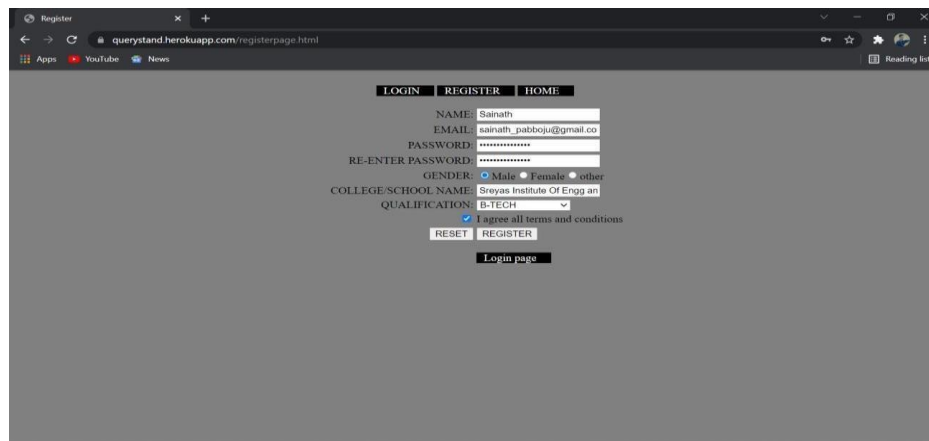 Register
querystand.herokuapp.com/registerpage.html
Apps YouTube News Reading list
LOGIN REGISTER HOME
NAME: Sainath
EMAIL: sainath_pabboju@gmail.co
PASSWORD: •••••••••••••••
RE-ENTER PASSWORD: •••••••••••••••
GENDER: Male Female other
COLLEGE/SCHOOL NAME: Sreyas Institute Of Engg an
QUALIFICATION: B-TECH
I agree all terms and conditions
RESET REGISTER
Login page